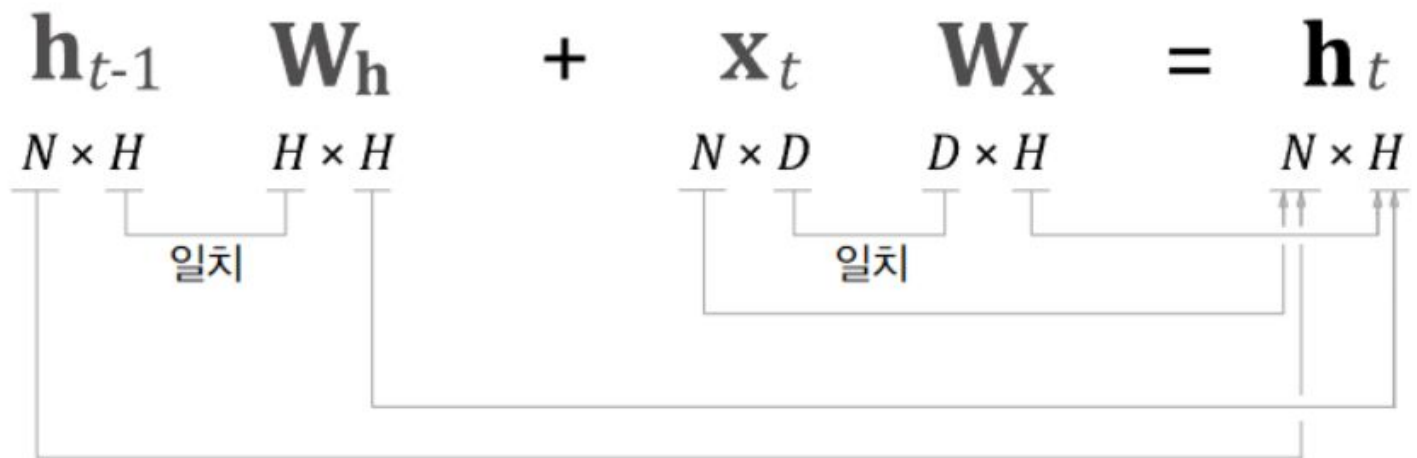 h_{t-1} W_h + x_t W_x = h_t
N × H H × H N × D D × H N × H
일치 일치